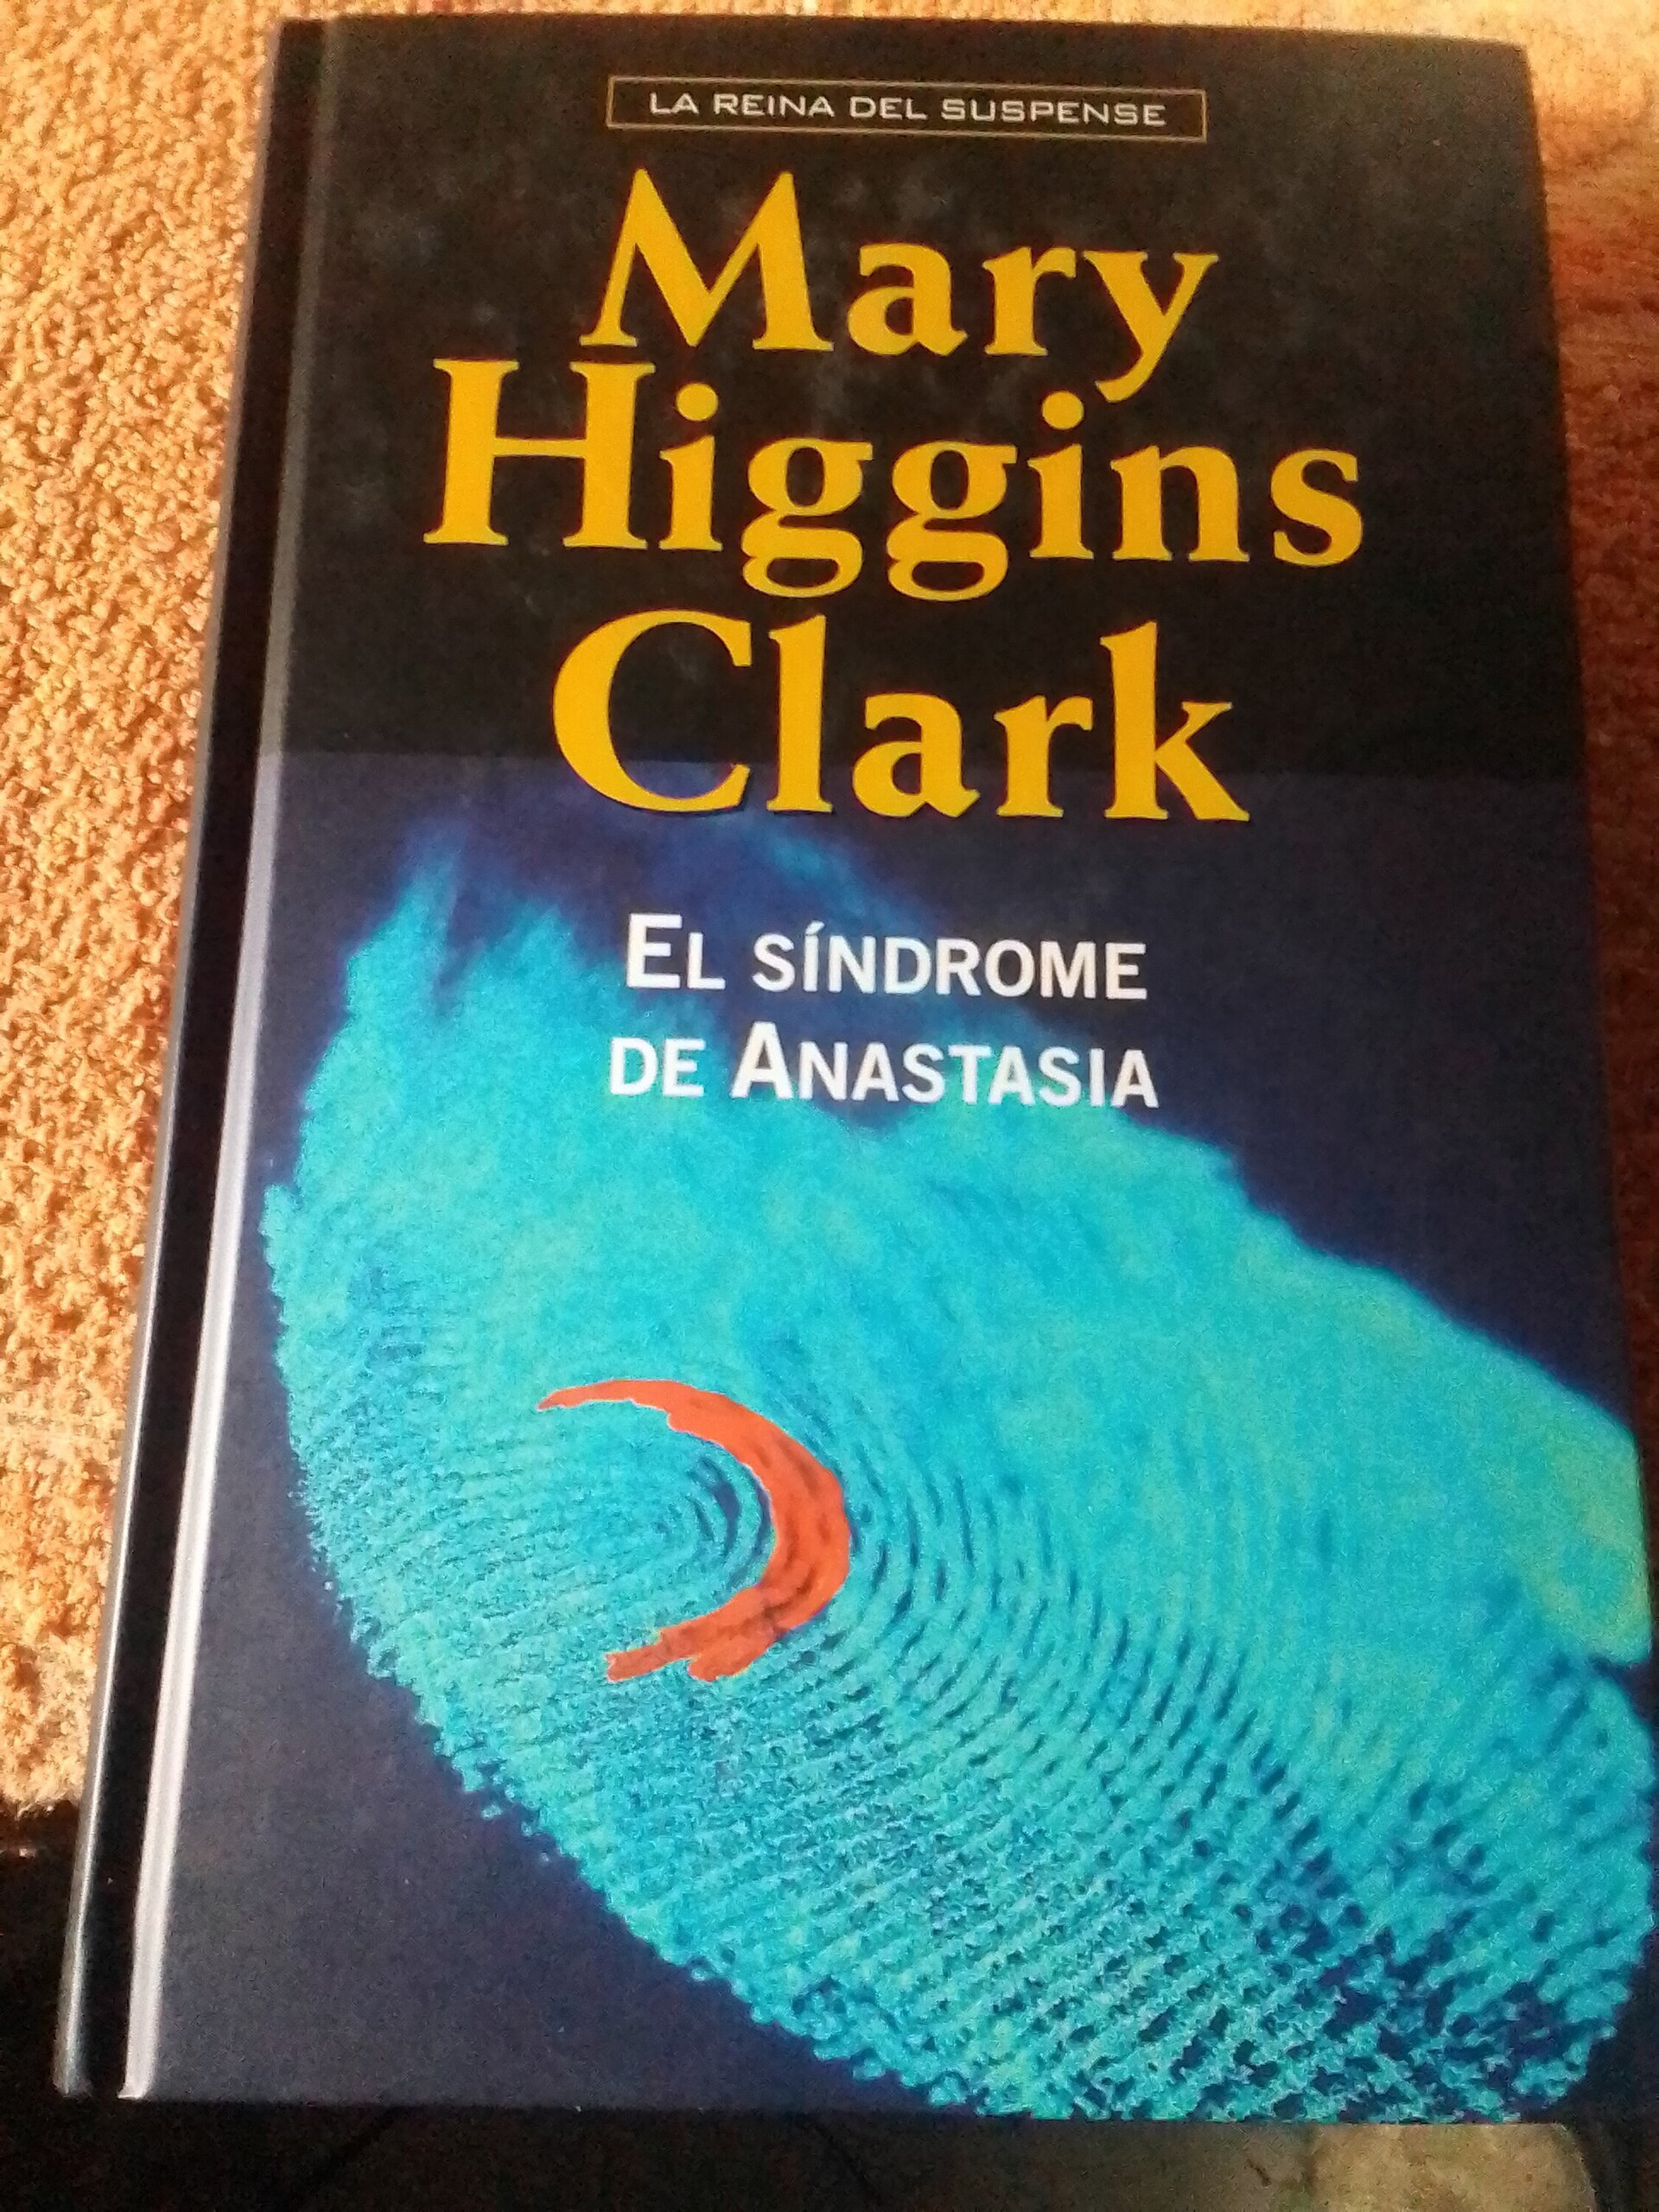 LA REINA DEL SUSPENSE
Mary
Higgins
Clark
EL SÍNDROME
DE ANASTASIA